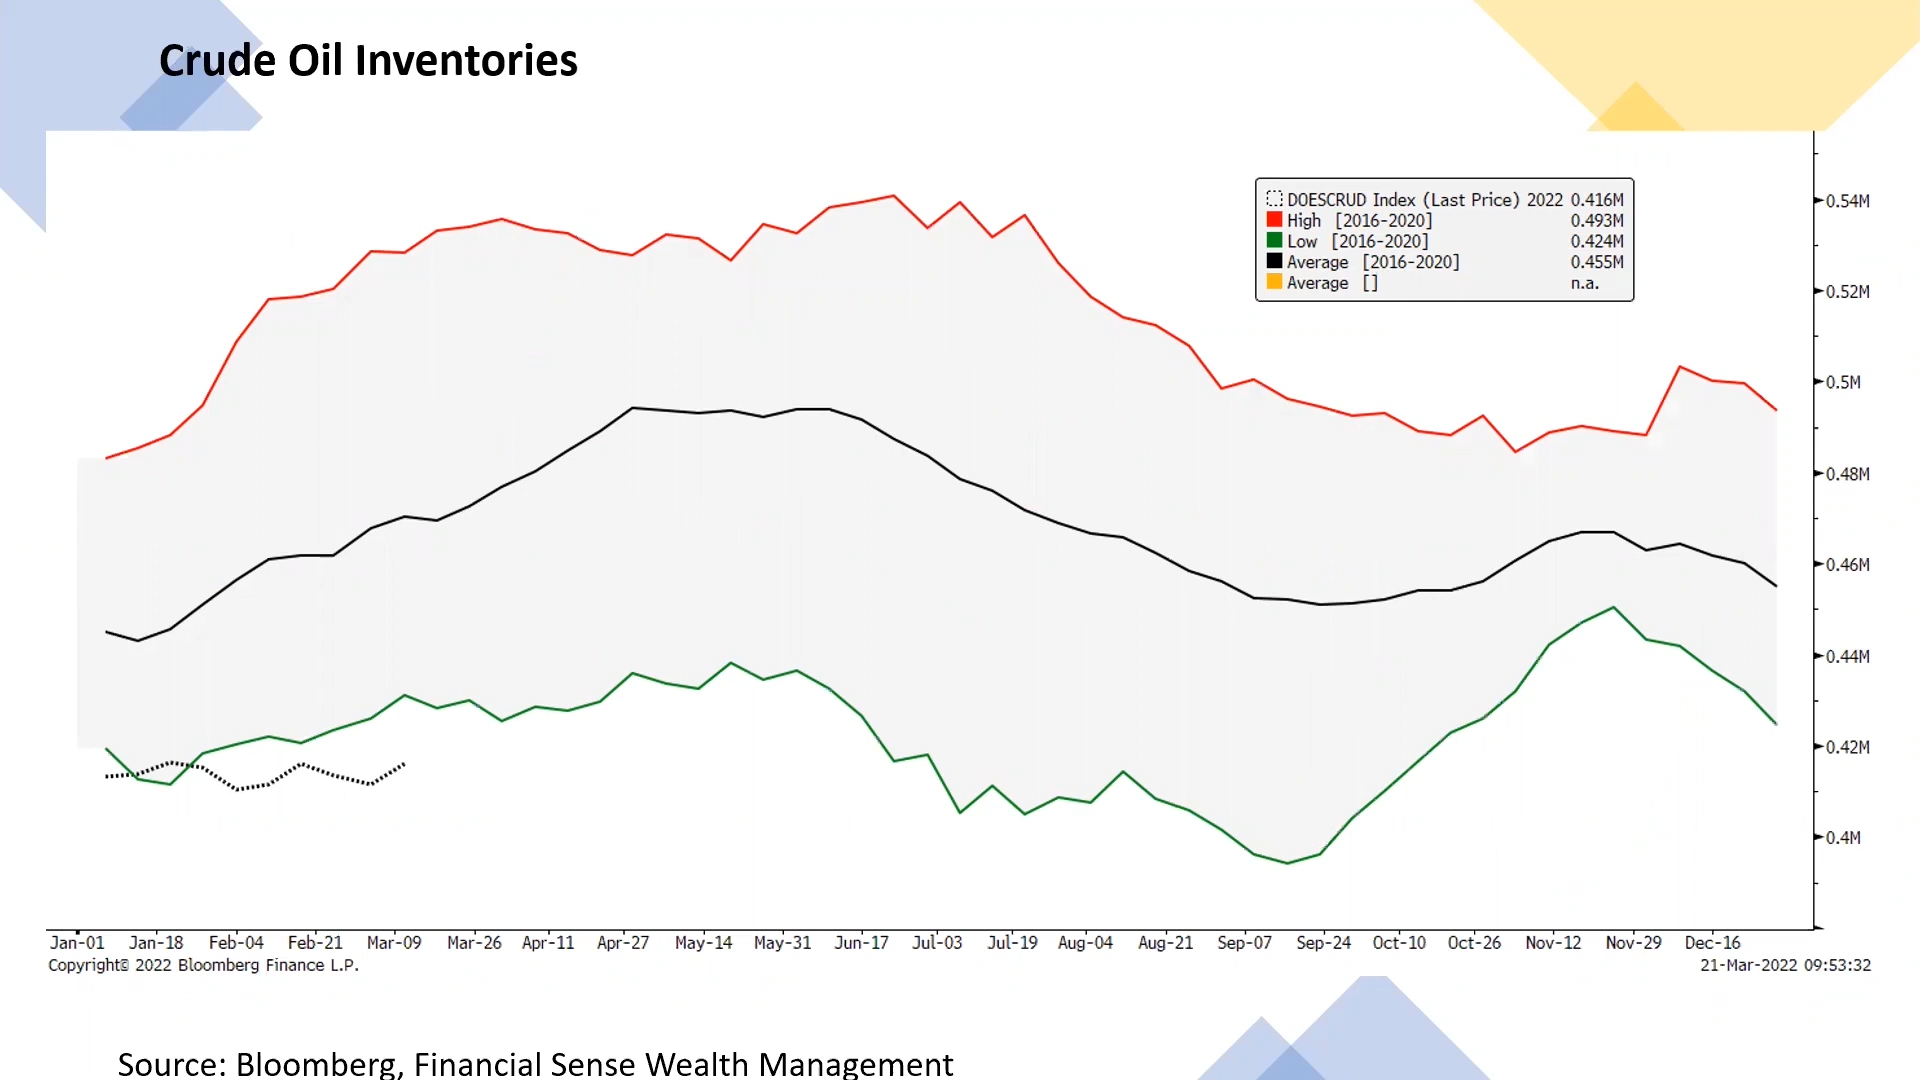 Crude Oil Inventories
DOESCRUD Index (Last Price) 2022 0.416M
High [2016-2020] 0.493M
Low [2016-2020] 0.424M
Average [2016-2020] 0.455M
Average [] n.a.
0.54M
0.52M
0.5M
0.48M
0.46M
0.44M
0.42M
0.4M
Jan-01 Jan-18 Feb-04 Feb-21 Mar-09 Mar-26 Apr-11 Apr-27 May-14 May-31 Jun-17 Jul-03 Jul-19 Aug-04 Aug-21 Sep-07 Sep-24 Oct-10 Oct-26 Nov-12 Nov-29 Dec-16
Copyright© 2022 Bloomberg Finance L.P. 21-Mar-2022 09:53:32
Source: Bloomberg, Financial Sense Wealth Management